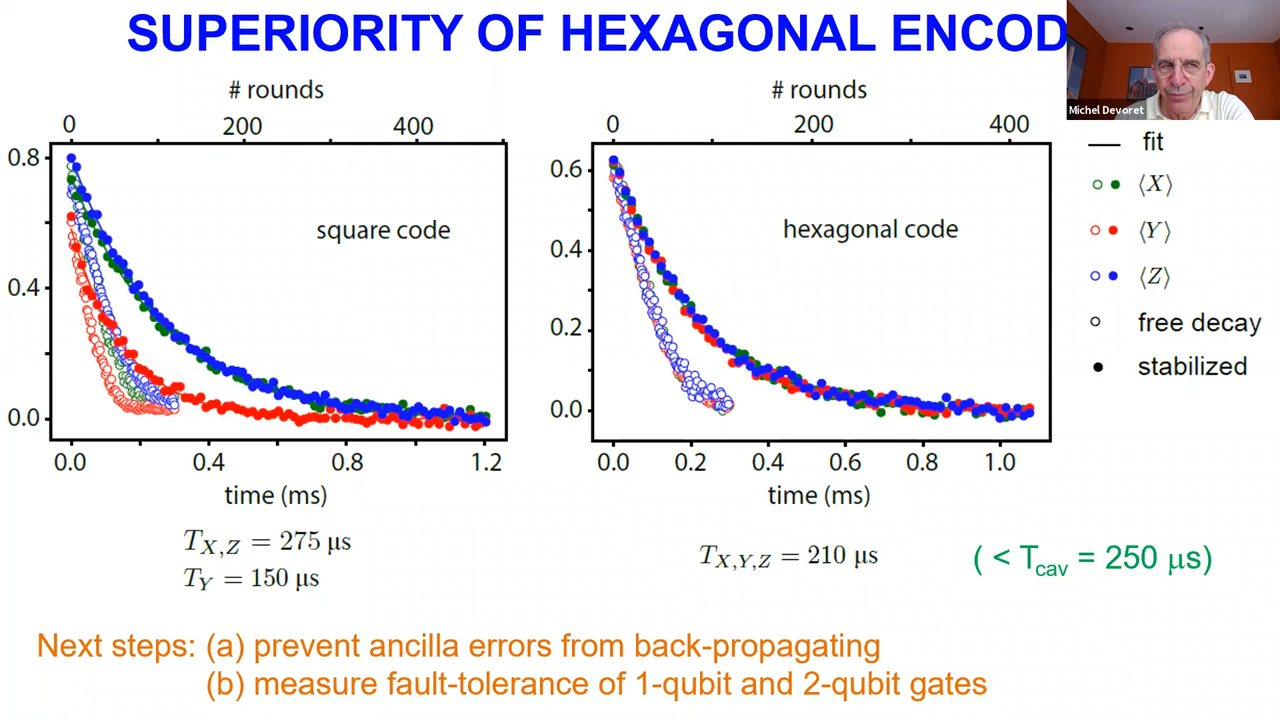 SUPERIORITY OF HEXAGONAL ENCOD
Michel Devoret
# rounds
0 200 400
0.8
0.4
0.0
square code
0.0 0.4 0.8 1.2
time (ms)
# rounds
0 200 400
0.6
0.4
0.2
0.0
hexagonal code
0.0 0.2 0.4 0.6 0.8 1.0
time (ms)
fit
⟨X⟩
⟨Y⟩
⟨Z⟩
free decay
stabilized
T_{X,Z} = 275 μs
T_Y = 150 μs
T_{X,Y,Z} = 210 μs
( < T_{cav} = 250 μs)
Next steps: (a) prevent ancilla errors from back-propagating
(b) measure fault-tolerance of 1-qubit and 2-qubit gates